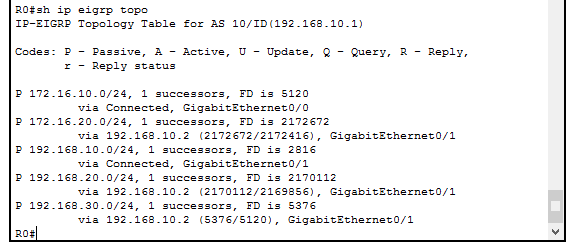 R0#sh ip eigrp topo
IP-EIGRP Topology Table for AS 10/ID(192.168.10.1)
Codes: P - Passive, A - Active, U - Update, Q - Query, R - Reply,
r - Reply status
P 172.16.10.0/24, 1 successors, FD is 5120
via Connected, GigabitEthernet0/0
P 172.16.20.0/24, 1 successors, FD is 2172672
via 192.168.10.2 (2172672/2172416), GigabitEthernet0/1
P 192.168.10.0/24, 1 successors, FD is 2816
via Connected, GigabitEthernet0/1
P 192.168.20.0/24, 1 successors, FD is 2170112
via 192.168.10.2 (2170112/2169856), GigabitEthernet0/1
P 192.168.30.0/24, 1 successors, FD is 5376
via 192.168.10.2 (5376/5120), GigabitEthernet0/1
R0#